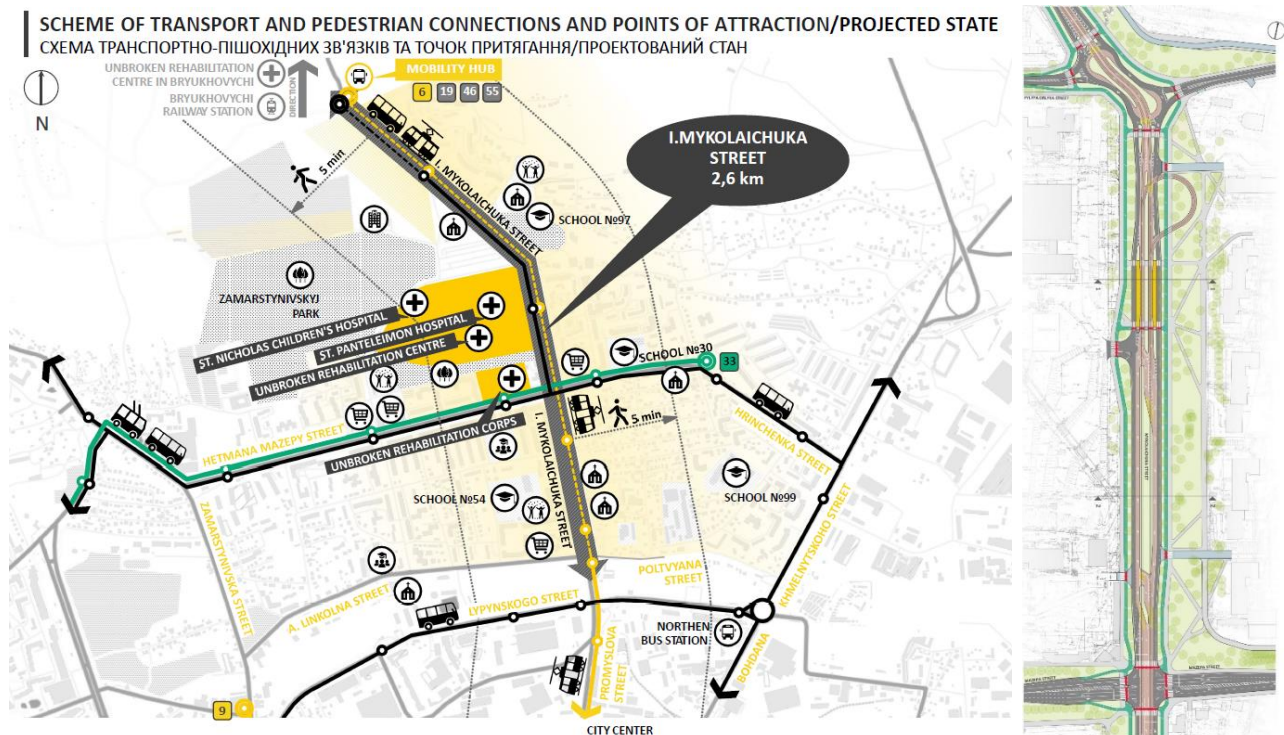 SCHEME OF TRANSPORT AND PEDESTRIAN CONNECTIONS AND POINTS OF ATTRACTION/PROJECTED STATE
СХЕМА ТРАНСПОРТНО-ПІШОХІДНИХ ЗВ'ЯЗКІВ ТА ТОЧОК ПРИТЯГАННЯ/ПРОЕКТОВАНИЙ СТАН
UNBROKEN REHABILITATION
CENTRE IN BRYUKHOVYCHI
BRYUKHOVYCHI
RAILWAY STATION
DIRECTION
N
MOBILITY HUB
6 19 46 55
5 min
I. MYKOLAICHUKA STREET
I.MYKOLAICHUKA
STREET
2,6 km
SCHOOL №97
ZAMARSTYNIVSKYJ
PARK
ST. NICHOLAS CHILDREN'S HOSPITAL
ST. PANTELEIMON HOSPITAL
UNBROKEN REHABILITATION CENTRE
SCHOOL №30
33
HETMANA MAZEPY STREET
UNBROKEN REHABILITATION CORPS
I. MYKOLAICHUKA STREET
5 min
HRINCHENKA STREET
SCHOOL №54
SCHOOL №99
ZAMARSTYNIVSKA STREET
A. LINKOLNA STREET
LYPYNSKOGO STREET
POLTVYANA
STREET
KHMELNYTSKOHO STREET
BOHDANA
NORTHEN
BUS STATION
PROMYSLOVA
STREET
9
CITY CENTER
MAZEPA STREET